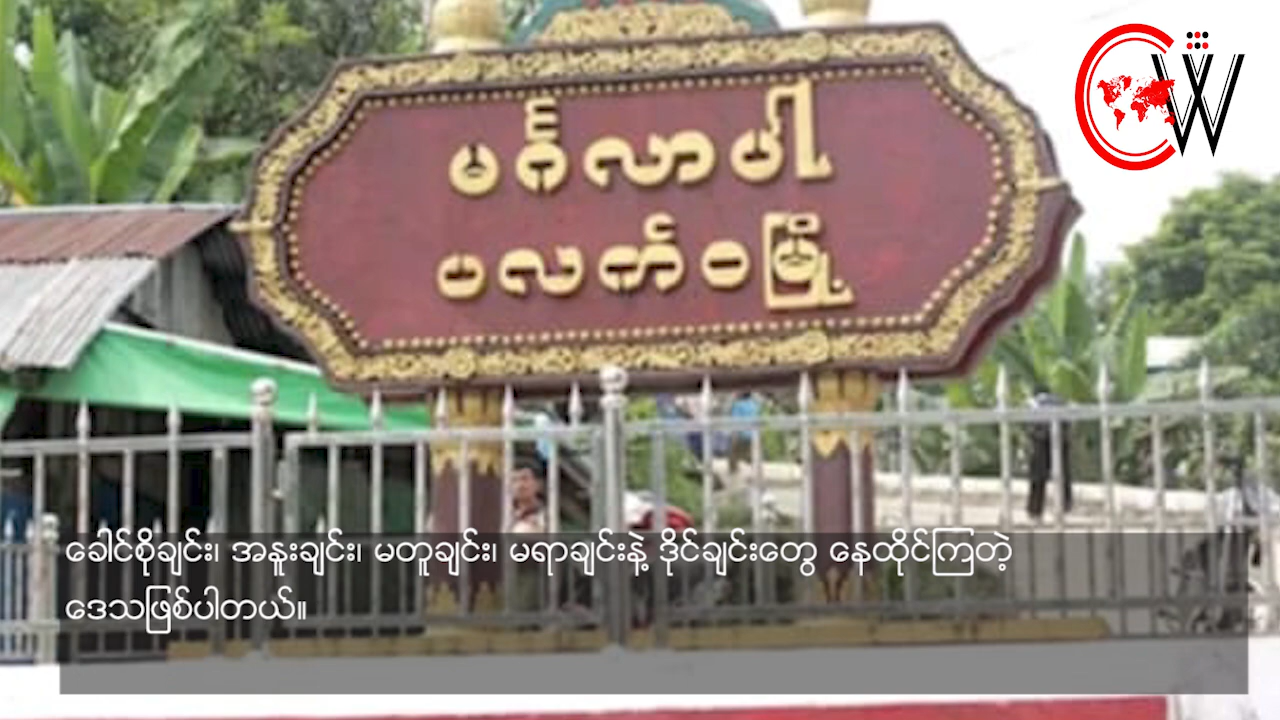 မင်္ဂလာပါ
ပလက်ဝမြို့
CW
ခေါင်စိုချင်း၊ အနူးချင်း၊ မတူချင်း၊ မရာချင်းနဲ့ ဒိုင်ချင်းတွေ နေထိုင်ကြတဲ့
ဒေသဖြစ်ပါတယ်။